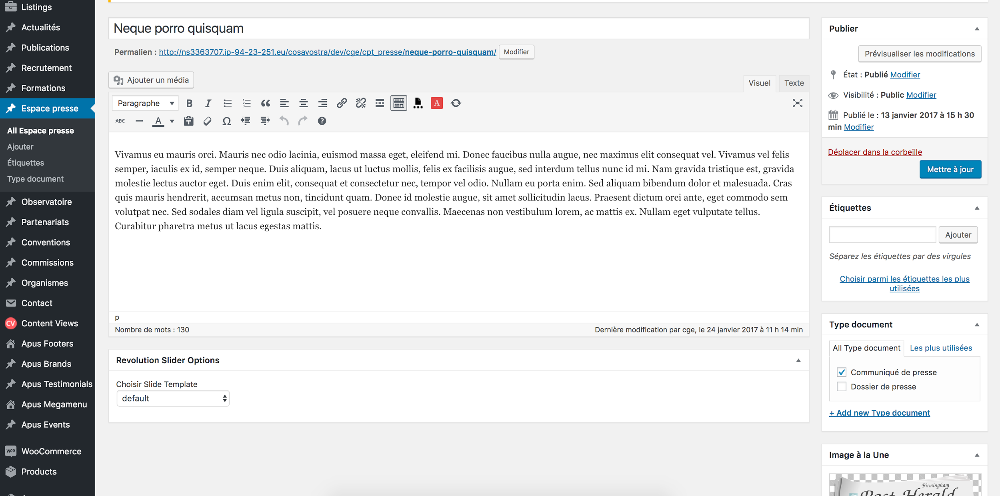 Listings
Actualités
Publications
Recrutement
Formations
Espace presse
All Espace presse
Ajouter
Étiquettes
Type document
Observatoire
Partenariats
Conventions
Commissions
Organismes
Contact
CV Content Views
Apus Footers
Apus Brands
Apus Testimonials
Apus Megamenu
Apus Events
Woo WooCommerce
Products
Neque porro quisquam
Permalien : http://ns3363707.ip-94-23-251.eu/cosavostra/dev/cge/cpt_presse/neque-porro-quisquam/ Modifier
Ajouter un média
Visuel Texte
Paragraphe
ABC
Vivamus eu mauris orci. Mauris nec odio lacinia, euismod massa eget, eleifend mi. Donec faucibus nulla augue, nec maximus elit consequat vel. Vivamus vel felis
semper, iaculis ex id, semper neque. Duis aliquam, lacus ut luctus mollis, felis ex facilisis augue, sed interdum tellus nunc id mi. Nam gravida tristique est, gravida
molestie lectus auctor eget. Duis enim elit, consequat et consectetur nec, tempor vel odio. Nullam eu porta enim. Sed aliquam bibendum dolor et malesuada. Cras
quis mauris hendrerit, accumsan metus non, tincidunt quam. Donec id molestie augue, sit amet sollicitudin lacus. Praesent dictum orci ante, eget commodo sem
volutpat nec. Sed sodales diam vel ligula suscipit, vel posuere neque convallis. Maecenas non vestibulum lorem, ac mattis ex. Nullam eget vulputate tellus.
Curabitur pharetra metus ut lacus egestas mattis.
p
Nombre de mots : 130
Dernière modification par cge, le 24 janvier 2017 à 11 h 14 min
Revolution Slider Options
Choisir Slide Template
default
Publier
Prévisualiser les modifications
État : Publié Modifier
Visibilité : Public Modifier
Publié le : 13 janvier 2017 à 15 h 30
min Modifier
Déplacer dans la corbeille
Mettre à jour
Étiquettes
Ajouter
Séparez les étiquettes par des virgules
Choisir parmi les étiquettes les plus
utilisées
Type document
All Type document Les plus utilisées
Communiqué de presse
Dossier de presse
+ Add new Type document
Image à la Une
Birmingham
Post Herald